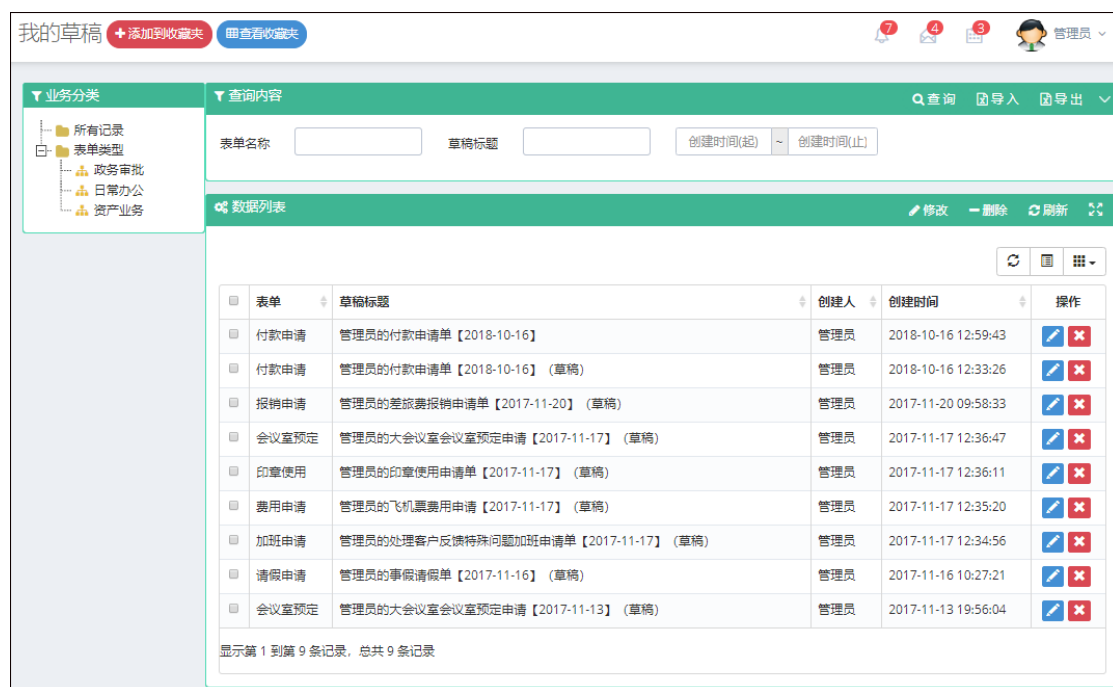 我的草稿 添加到收藏夹 查看收藏夹 7 4 3 管理员
业务分类
所有记录
表单类型
政务审批
日常办公
资产业务
查询内容 查询 导入 导出
表单名称 草稿标题 创建时间(起) ~ 创建时间(止)
数据列表 修改 删除 刷新
表单 草稿标题 创建人 创建时间 操作
付款申请 管理员的付款申请单【2018-10-16】 管理员 2018-10-16 12:59:43
付款申请 管理员的付款申请单【2018-10-16】（草稿） 管理员 2018-10-16 12:33:26
报销申请 管理员的差旅费报销申请单【2017-11-20】（草稿） 管理员 2017-11-20 09:58:33
会议室预定 管理员的大会议室会议室预定申请【2017-11-17】（草稿） 管理员 2017-11-17 12:36:47
印章使用 管理员的印章使用申请单【2017-11-17】（草稿） 管理员 2017-11-17 12:36:11
费用申请 管理员的飞机票费用申请【2017-11-17】（草稿） 管理员 2017-11-17 12:35:20
加班申请 管理员的处理客户反馈特殊问题加班申请单【2017-11-17】（草稿） 管理员 2017-11-17 12:34:56
请假申请 管理员的事假请假单【2017-11-16】（草稿） 管理员 2017-11-16 10:27:21
会议室预定 管理员的大会议室会议室预定申请【2017-11-13】（草稿） 管理员 2017-11-13 19:56:04
显示第 1 到第 9 条记录，总共 9 条记录